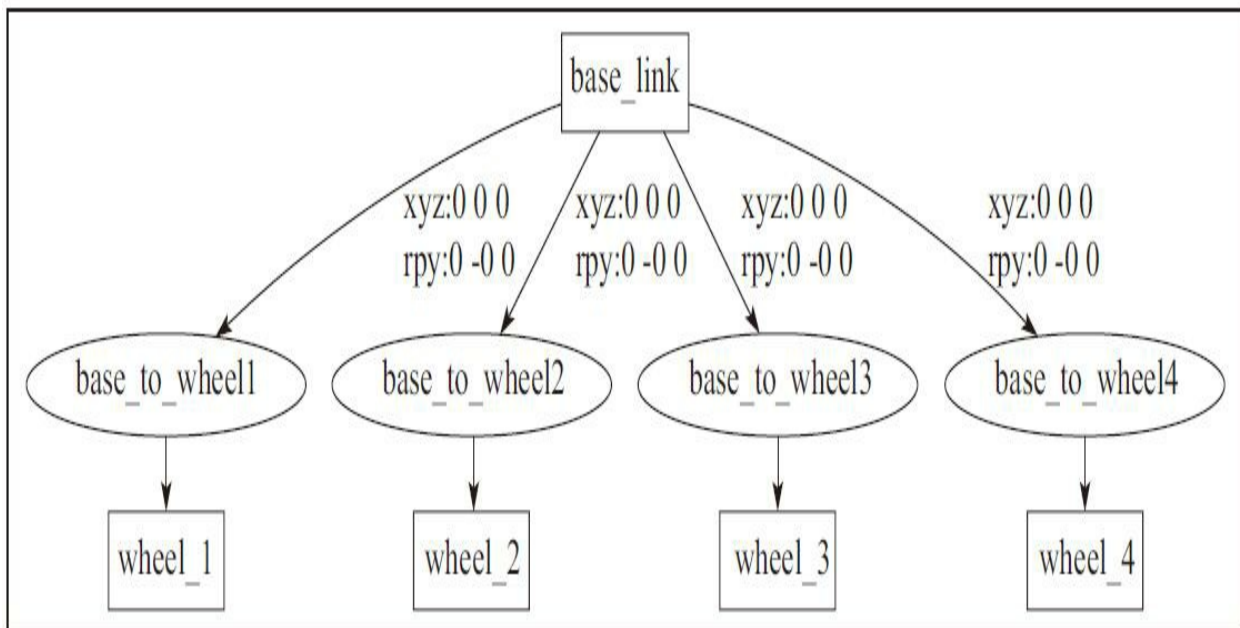 base_link
xyz:0 0 0
rpy:0 -0 0
xyz:0 0 0
rpy:0 -0 0
xyz:0 0 0
rpy:0 -0 0
xyz:0 0 0
rpy:0 -0 0
base_to_wheel1
base_to_wheel2
base_to_wheel3
base_to_wheel4
wheel_1
wheel_2
wheel_3
wheel_4